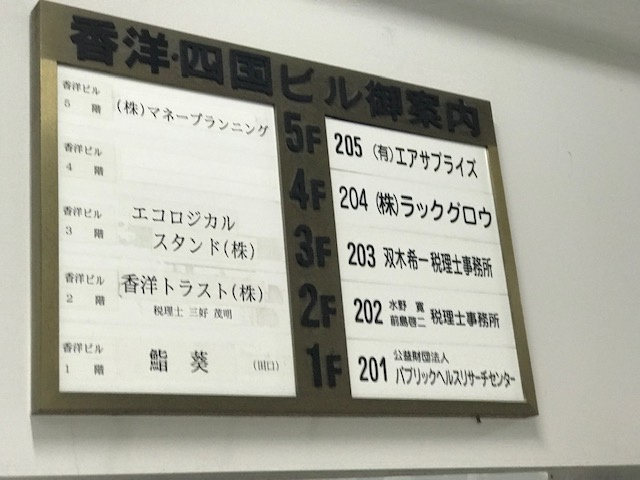 香洋・四国ビル御案内
香洋ビル
5 階
(株)マネープランニング
5F
205 (有)エアサプライズ
香洋ビル
4 階
4F
204 (株)ラックグロウ
香洋ビル
3 階
エコロジカル
スタンド(株)
3F
203 双木希一税理士事務所
香洋ビル
2 階
香洋トラスト(株)
税理士 三好 茂明
2F
202 水野 寛
前島啓二 税理士事務所
香洋ビル
1 階
鮨 葵 (田口)
1F
201 公益財団法人
パブリックヘルスリサーチセンター